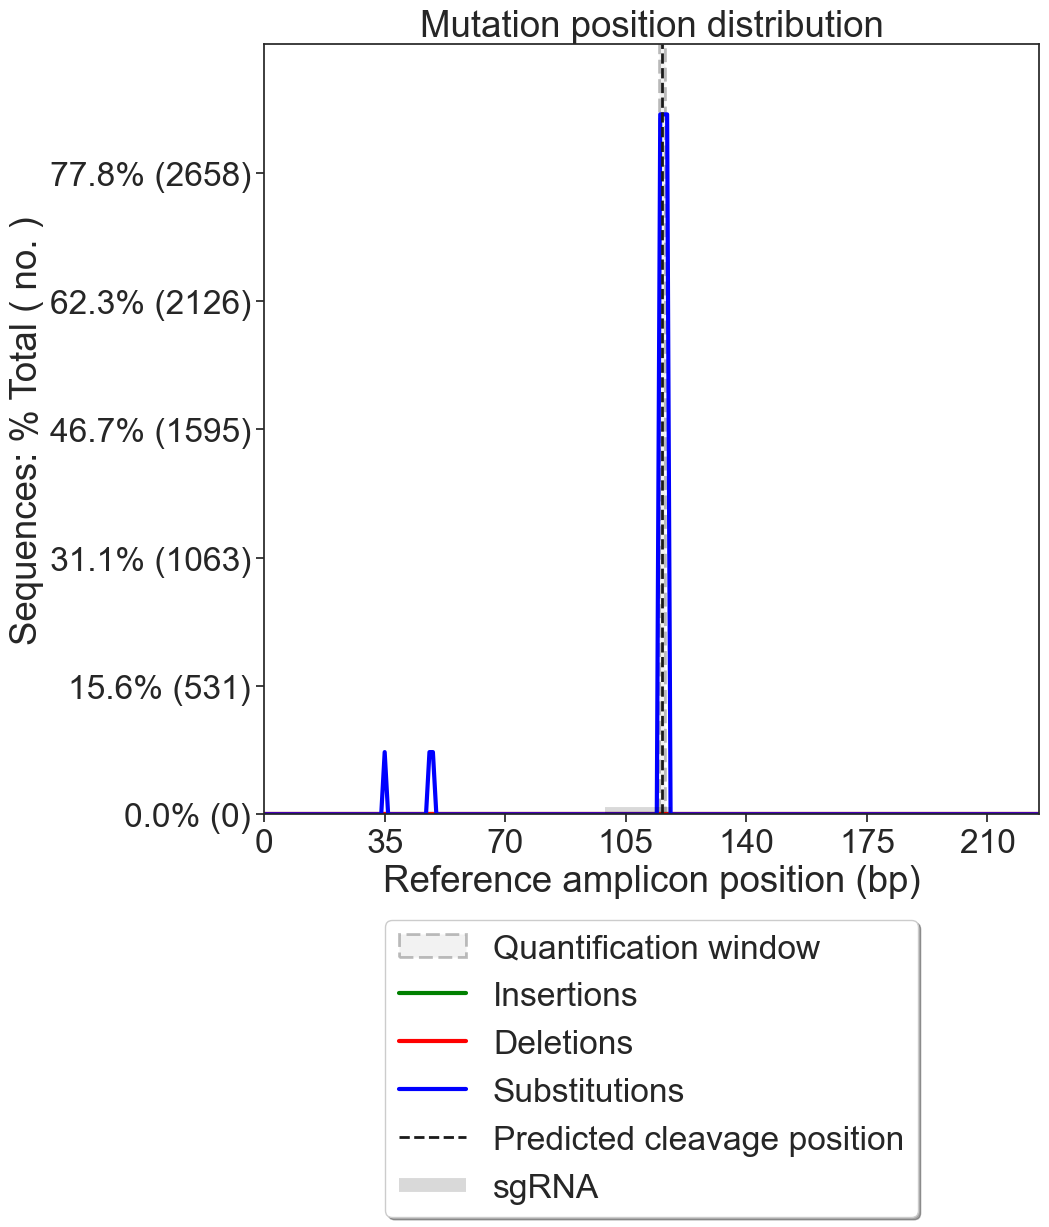 Mutation position distribution
Sequences: % Total ( no. )
77.8% (2658)
62.3% (2126)
46.7% (1595)
31.1% (1063)
15.6% (531)
0.0% (0)
0 35 70 105 140 175 210
Reference amplicon position (bp)
Quantification window
Insertions
Deletions
Substitutions
Predicted cleavage position
sgRNA